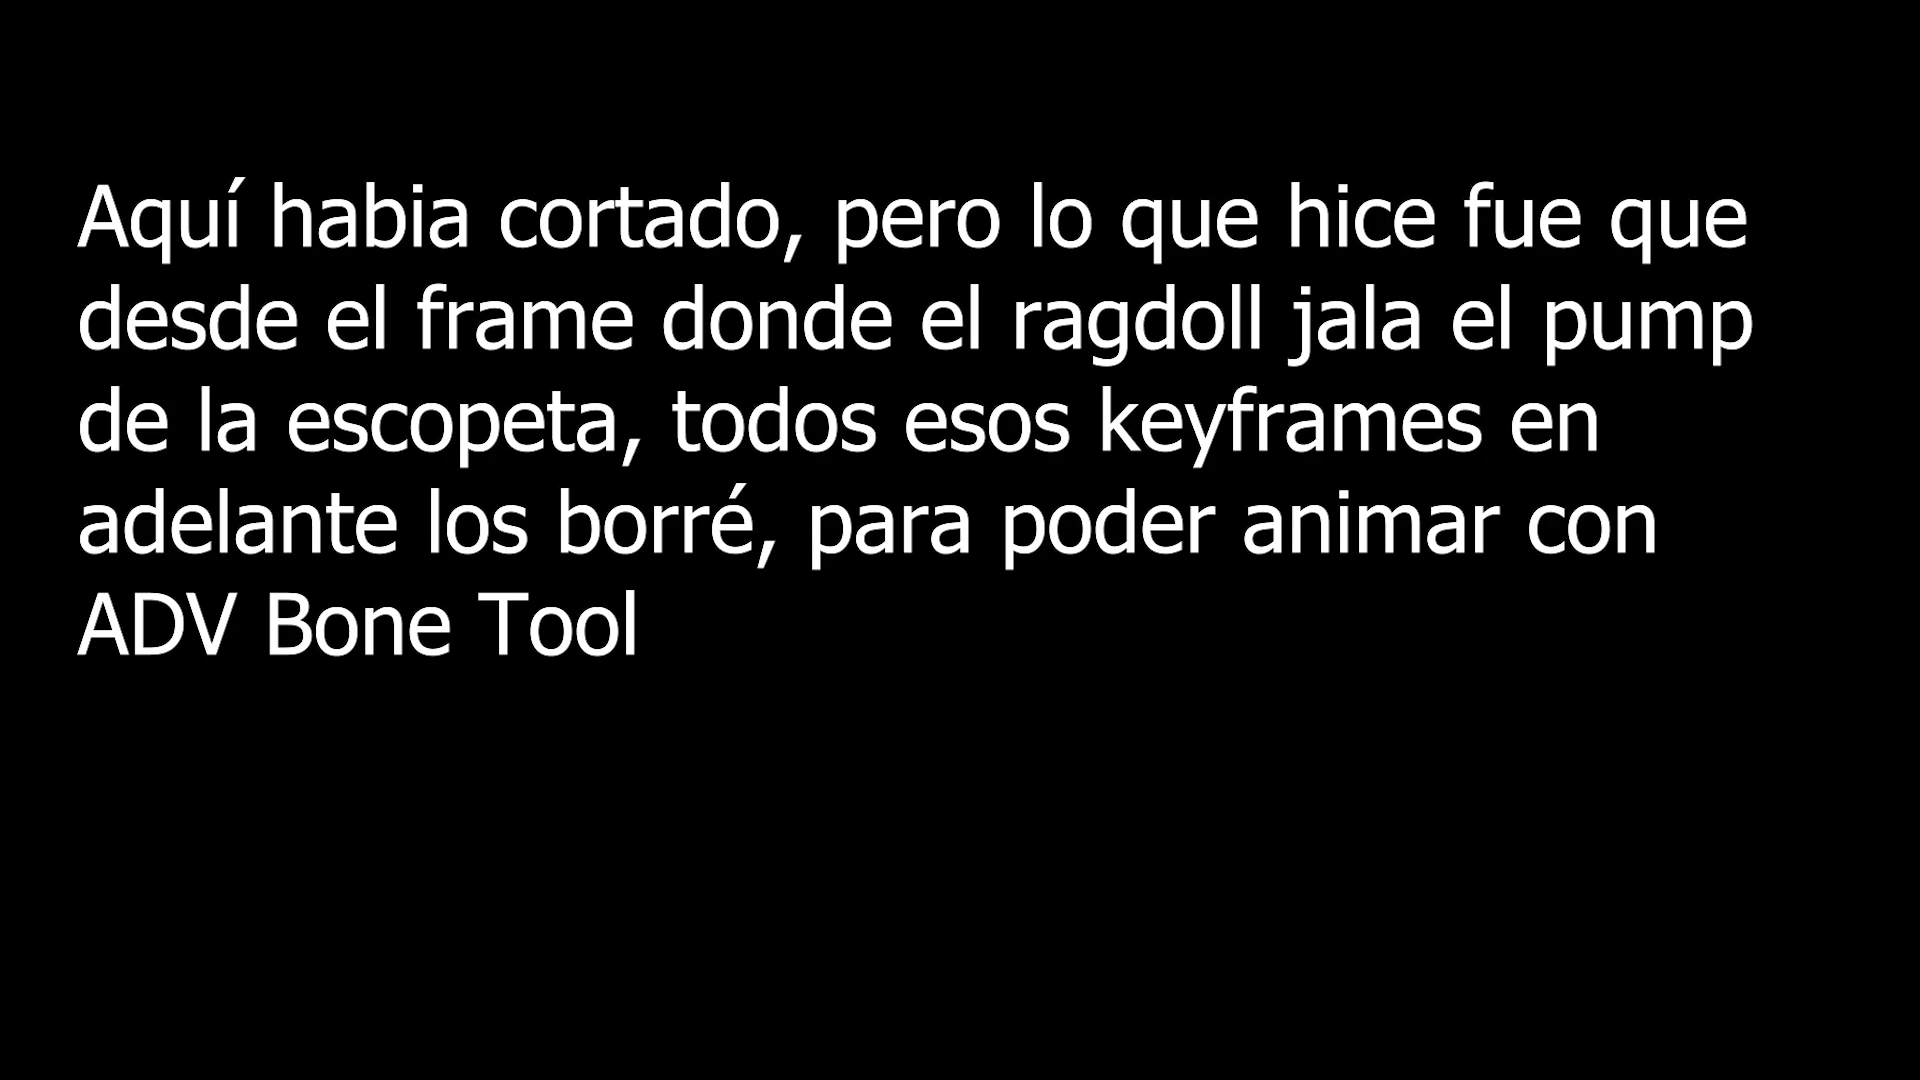 Aquí habia cortado, pero lo que hice fue que
desde el frame donde el ragdoll jala el pump
de la escopeta, todos esos keyframes en
adelante los borré, para poder animar con
ADV Bone Tool